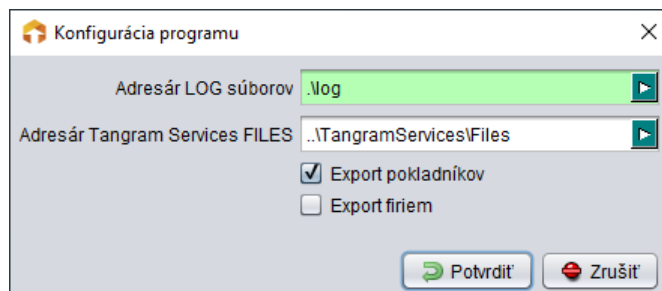 Konfigurácia programu
Adresár LOG súborov .\log
Adresár Tangram Services FILES ..\TangramServices\Files
Export pokladníkov
Export firiem
Potvrdiť Zrušiť